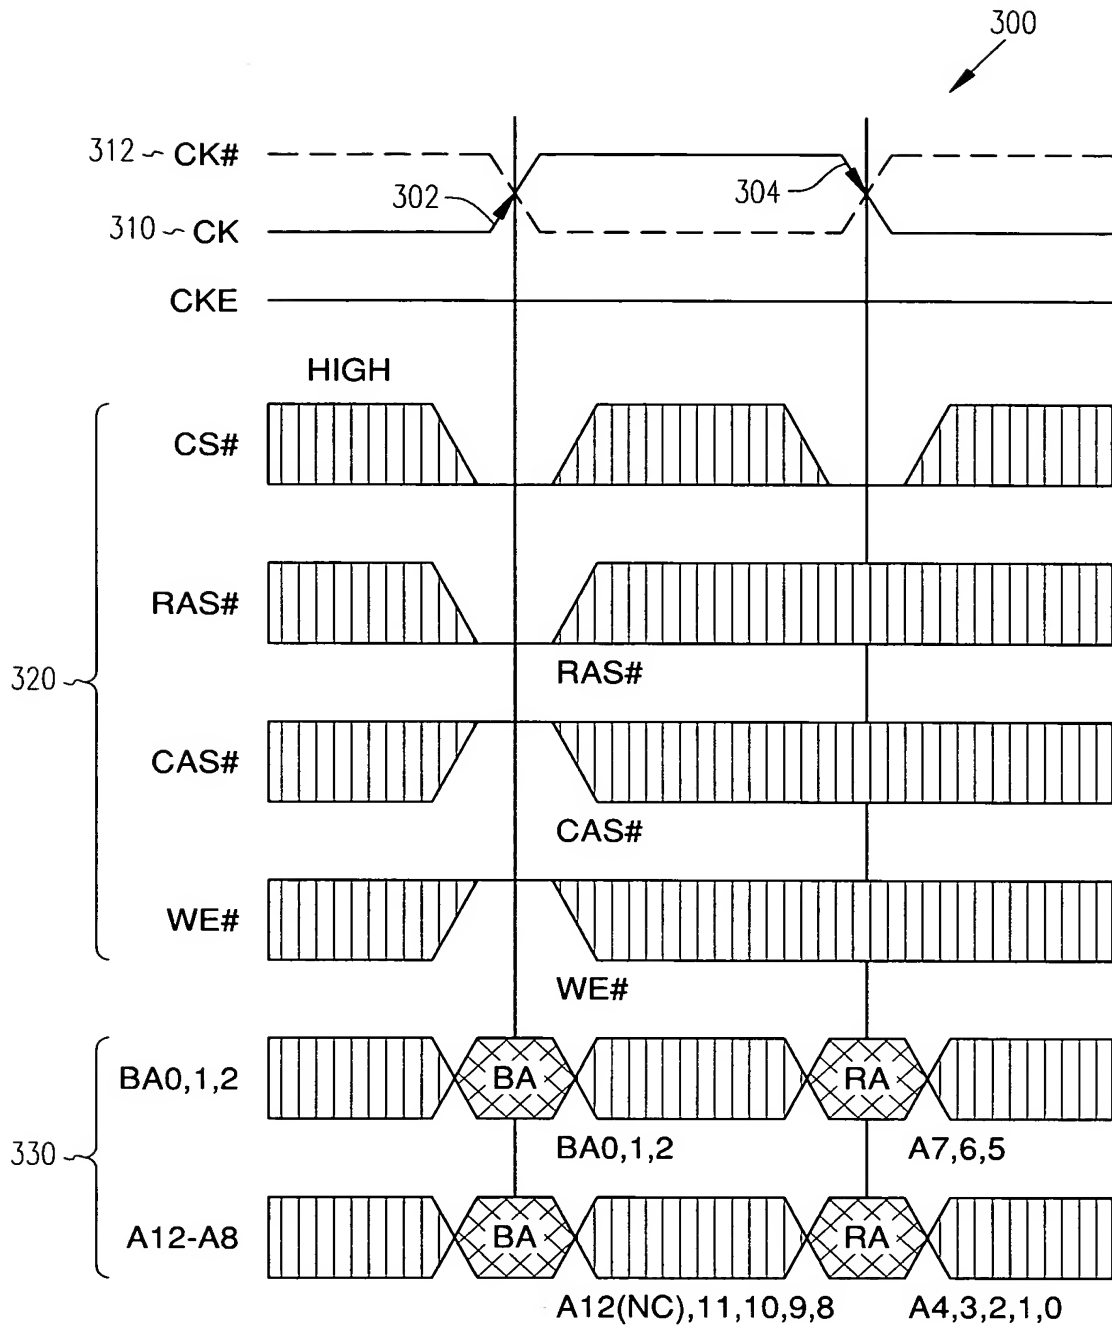 300
312 CK#
302
304
310 CK
CKE
HIGH
CS#
RAS#
RAS#
320
CAS#
CAS#
WE#
WE#
BA0,1,2 BA RA
BA0,1,2 A7,6,5
330
A12-A8 BA RA
A12(NC),11,10,9,8 A4,3,2,1,0